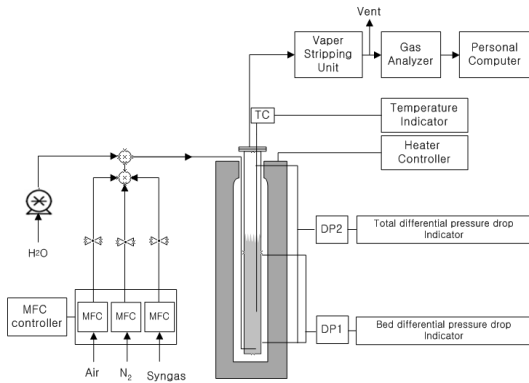 Vent
Vaper
Stripping
Unit
Gas
Analyzer
Personal
Computer
TC
Temperature
Indicator
Heater
Controller
H2O
DP2
Total differential pressure drop
Indicator
MFC
controller
MFC
MFC
MFC
DP1
Bed differential pressure drop
Indicator
Air
N2
Syngas